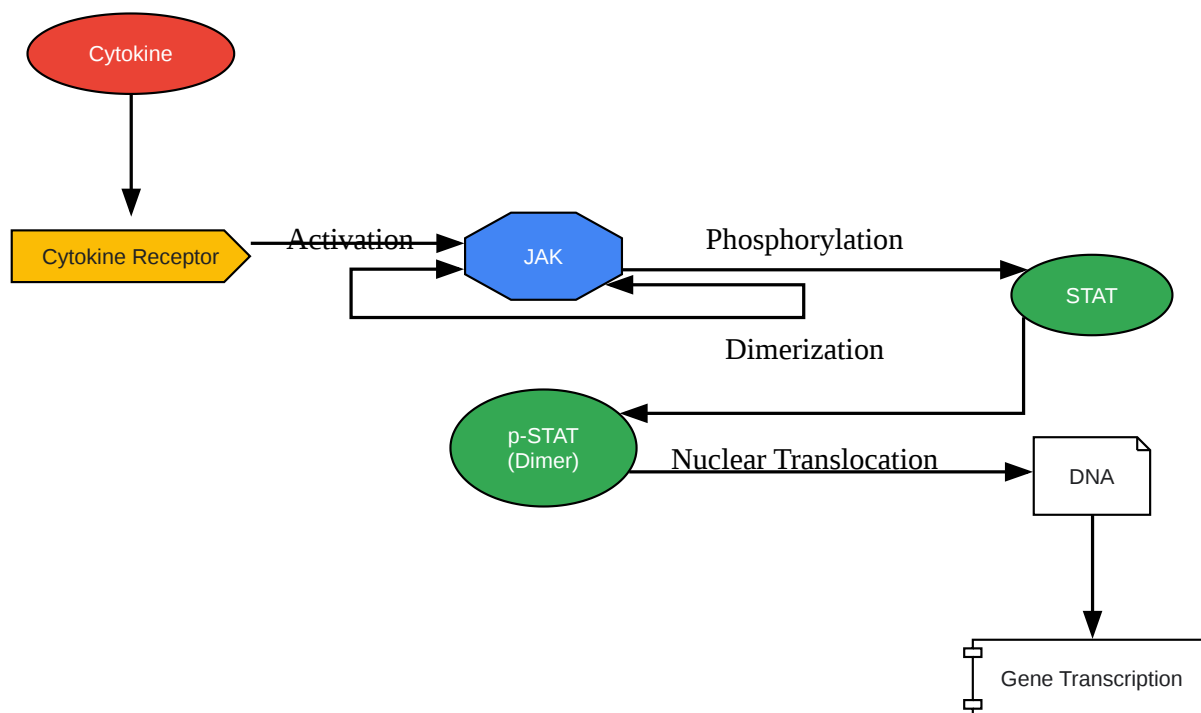 Cytokine
Cytokine Receptor
Activation
JAK
Phosphorylation
STAT
Dimerization
p-STAT
(Dimer)
Nuclear Translocation
DNA
Gene Transcription